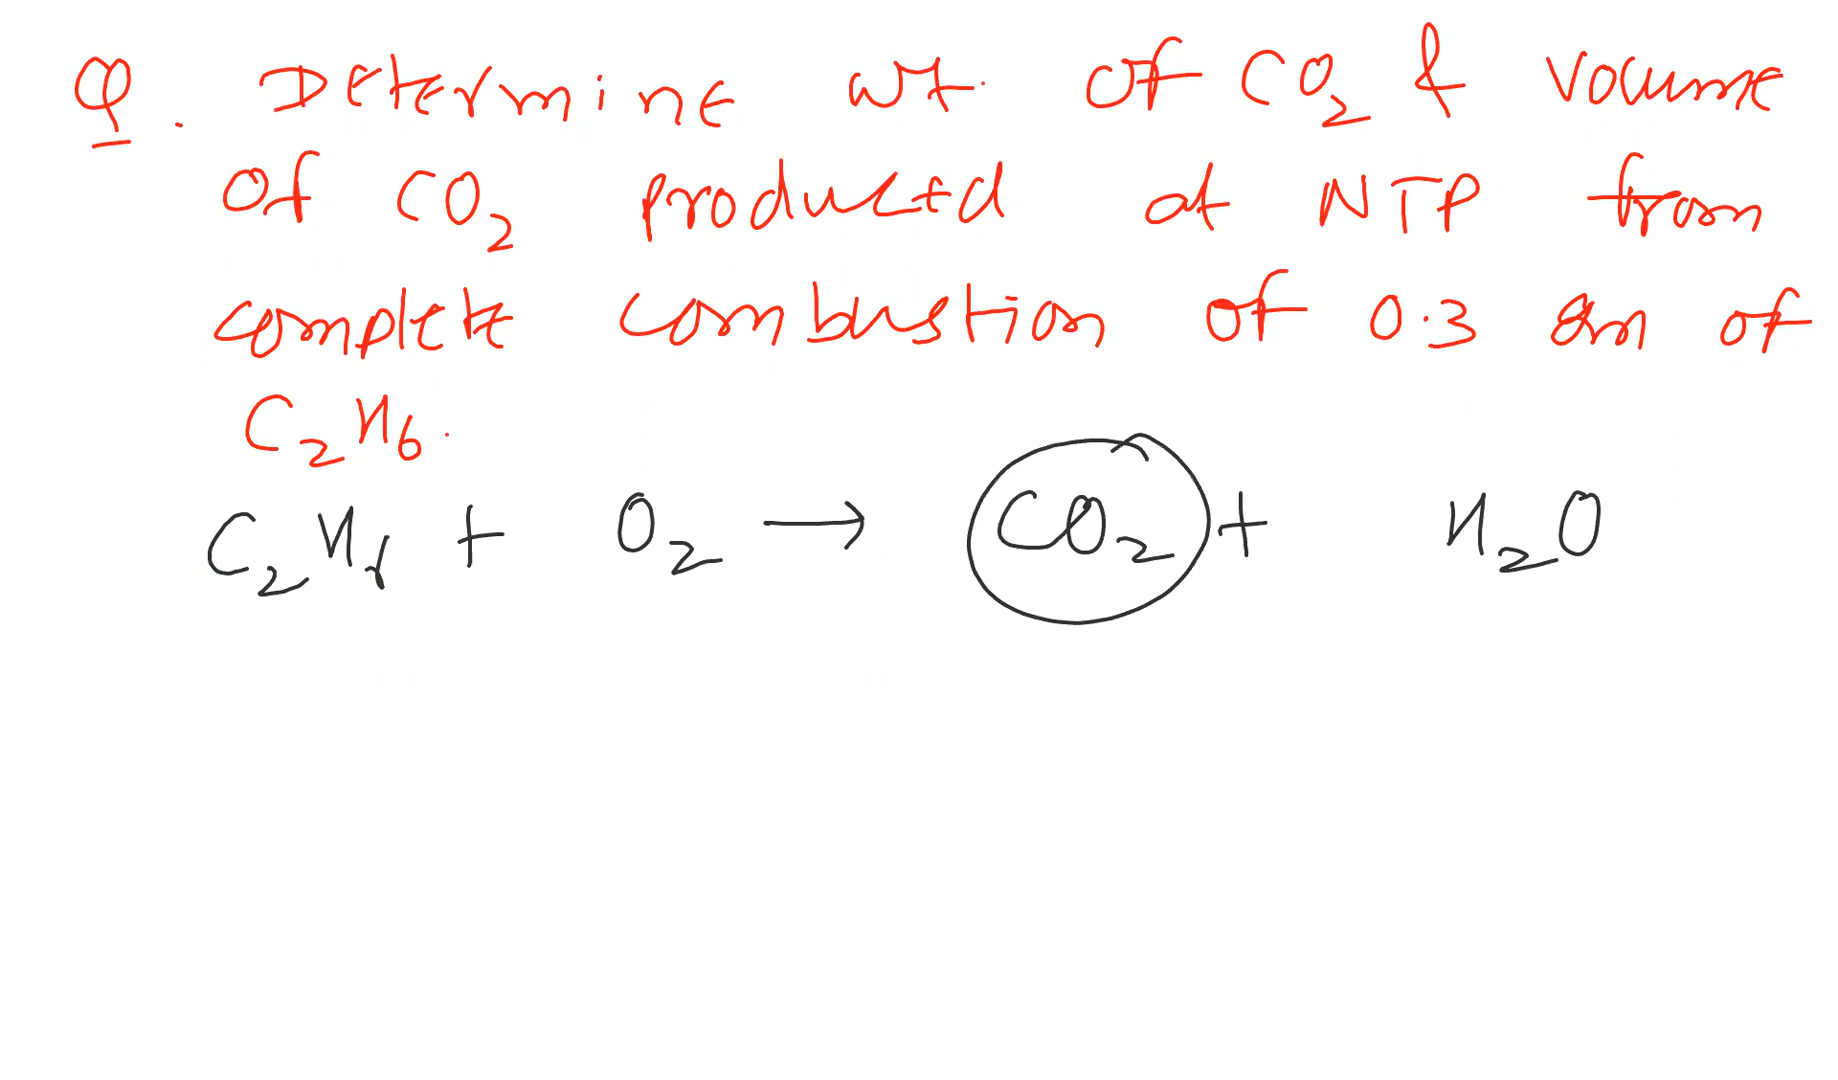 Q. Determine wt. of CO2 & volume
of CO2 produced at NTP from
complete combustion of 0.3 gm of
C2H6.
C2H6 + O2 → CO2 + H2O